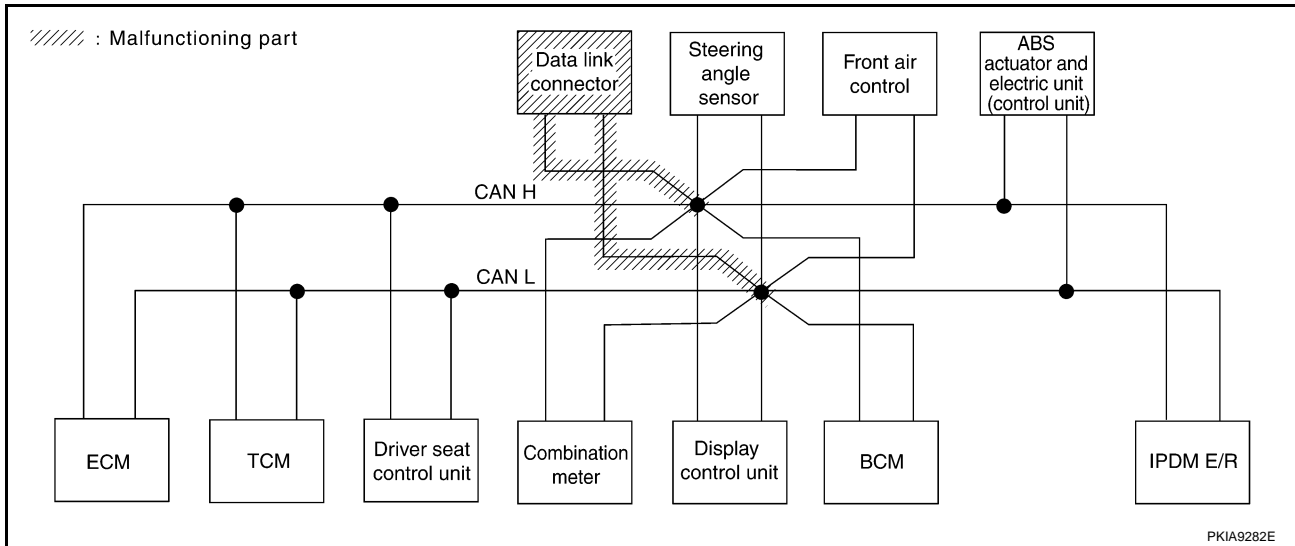 : Malfunctioning part
Data link
connector
Steering
angle
sensor
Front air
control
ABS
actuator and
electric unit
(control unit)
CAN H
CAN L
ECM
TCM
Driver seat
control unit
Combination
meter
Display
control unit
BCM
IPDM E/R
PKIA9282E